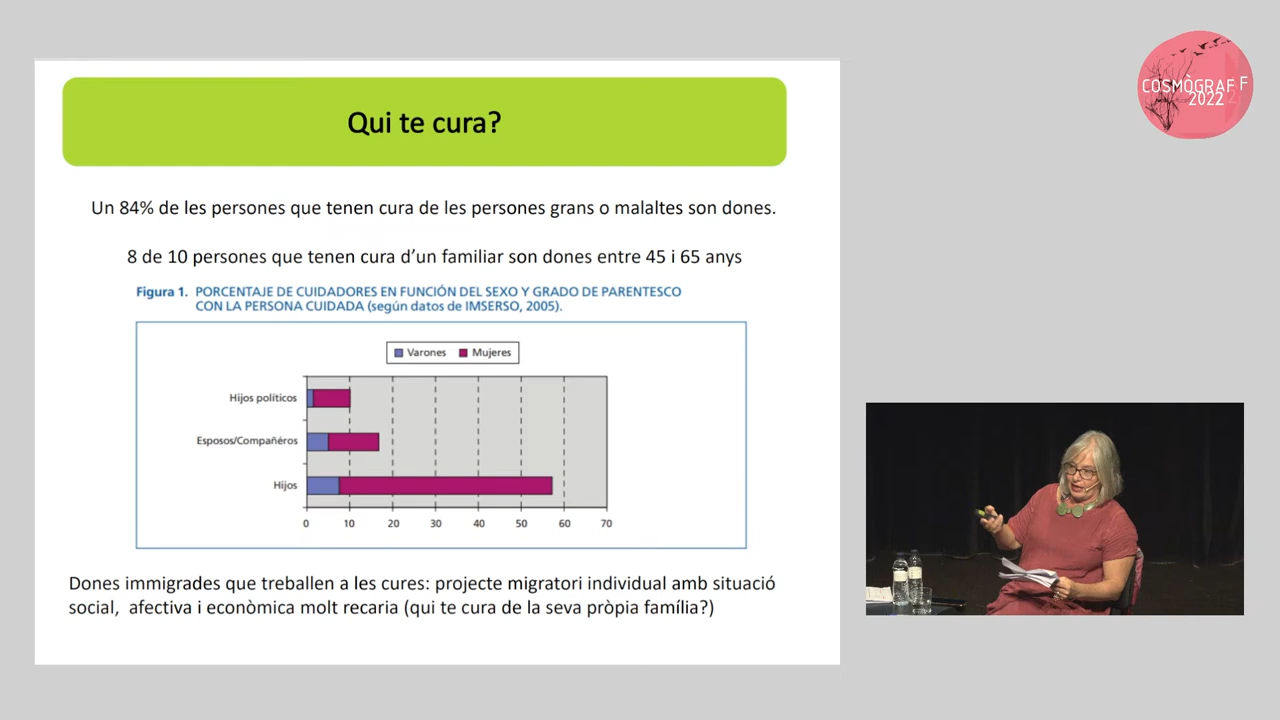 COSMÒGRAF F
2022
Qui te cura?
Un 84% de les persones que tenen cura de les persones grans o malaltes son dones.
8 de 10 persones que tenen cura d’un familiar son dones entre 45 i 65 anys
Figura 1. PORCENTAJE DE CUIDADORES EN FUNCIÓN DEL SEXO Y GRADO DE PARENTESCO
CON LA PERSONA CUIDADA (según datos de IMSERSO, 2005).
Varones Mujeres
Hijos políticos
Esposos/Compañéros
Hijos
0 10 20 30 40 50 60 70
Dones immigrades que treballen a les cures: projecte migratori individual amb situació
social, afectiva i econòmica molt recaria (qui te cura de la seva pròpia família?)